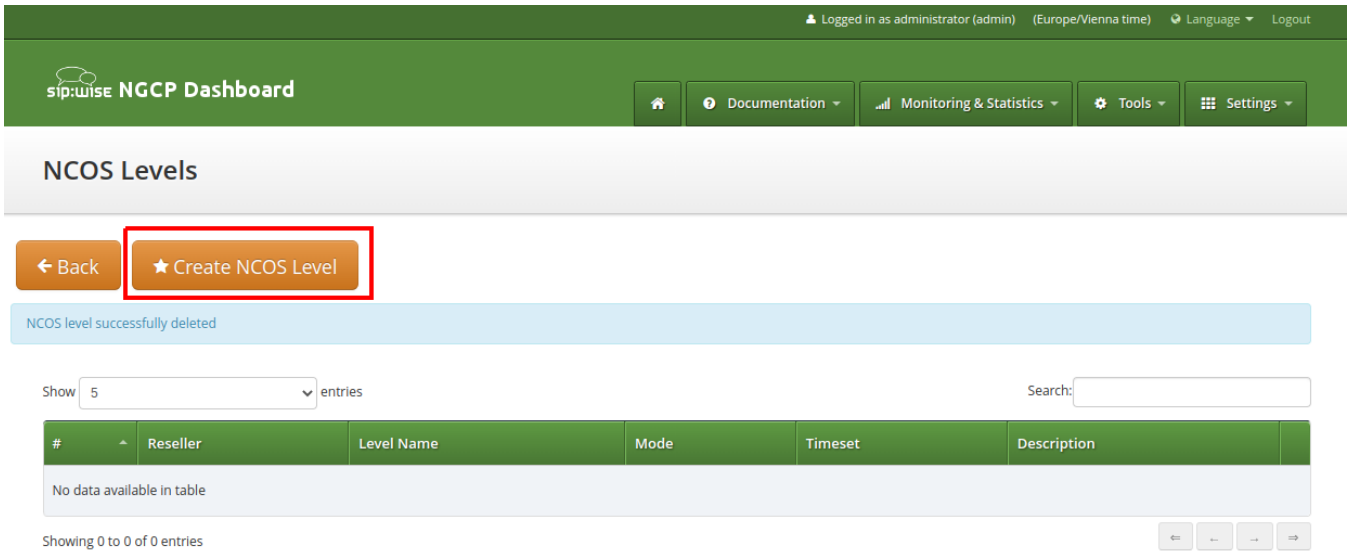 Logged in as administrator (admin) (Europe/Vienna time) Language Logout
sip:wise NGCP Dashboard
Documentation Monitoring & Statistics Tools Settings
NCOS Levels
Back Create NCOS Level
NCOS level successfully deleted
Show 5 entries Search:
# Reseller Level Name Mode Timeset Description
No data available in table
Showing 0 to 0 of 0 entries ⇐ ← → ⇒